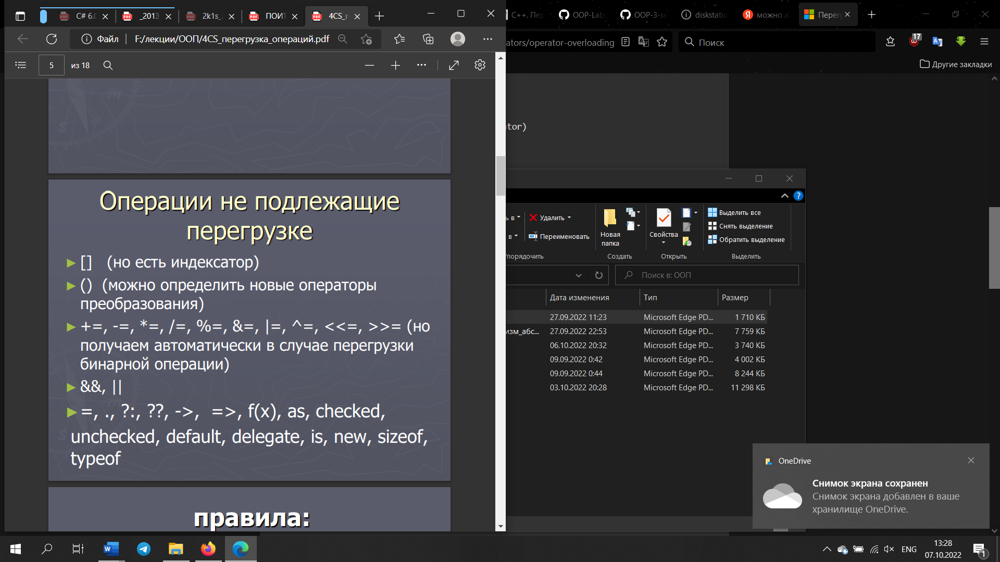 C# 6.0
_2013
2k1s_
ПОИТ
4CS_г
Файл
F:/лекции/ООП/4CS_перегрузка_операций.pdf
5 из 18
Операции не подлежащие
перегрузке
[] (но есть индексатор)
() (можно определить новые операторы
преобразования)
+=, -=, *=, /=, %=, &=, |=, ^=, <<=, >>= (но
получаем автоматически в случае перегрузки
бинарной операции)
&&, ||
=, ., ?:, ??, ->, =>, f(x), as, checked,
unchecked, default, delegate, is, new, sizeof,
typeof
правила:
C++. Пер
OOP-Lab
OOP-3-se
diskstatio
можно л
Перег
ators/operator-overloading
Поиск
17
Другие закладки
tor)
ь в
Удалить
в
Переименовать
Новая
папка
Свойства
Выделить все
Снять выделение
Обратить выделение
порядочить
Создать
Открыть
Выделить
Поиск в: ООП
Дата изменения Тип Размер
27.09.2022 11:23 Microsoft Edge PD... 1 710 КБ
изм_абс... 27.09.2022 22:53 Microsoft Edge PD... 7 759 КБ
06.10.2022 20:32 Microsoft Edge PD... 3 740 КБ
09.09.2022 0:42 Microsoft Edge PD... 4 002 КБ
09.09.2022 0:44 Microsoft Edge PD... 8 244 КБ
03.10.2022 20:28 Microsoft Edge PD... 11 298 КБ
OneDrive
Снимок экрана сохранен
Снимок экрана добавлен в ваше
хранилище OneDrive.
ENG
13:28
07.10.2022
1